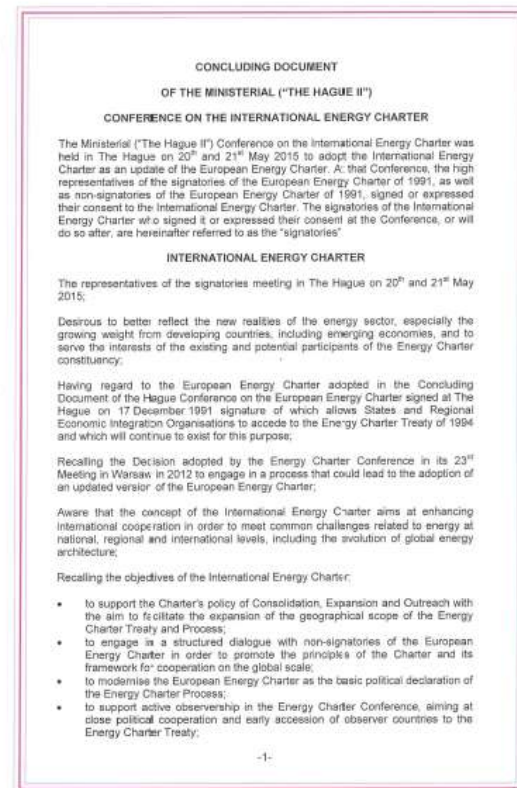 CONCLUDING DOCUMENT
OF THE MINISTERIAL ("THE HAGUE II")
CONFERENCE ON THE INTERNATIONAL ENERGY CHARTER
The Ministerial ("The Hague II") Conference on the International Energy Charter was
held in The Hague on 20th and 21st May 2015 to adopt the International Energy
Charter as an update of the European Energy Charter. At that Conference, the high
representatives of the signatories of the European Energy Charter of 1991, as well
as non-signatories of the European Energy Charter of 1991, signed or expressed
their consent to the International Energy Charter. The signatories of the International
Energy Charter who signed it or expressed their consent at the Conference, or will
do so after, are hereinafter referred to as the "signatories"
INTERNATIONAL ENERGY CHARTER
The representatives of the signatories meeting in The Hague on 20th and 21st May
2015;
Desirous to better reflect the new realities of the energy sector, especially the
growing weight from developing countries, including emerging economies, and to
serve the interests of the existing and potential participants of the Energy Charter
constituency;
Having regard to the European Energy Charter adopted in the Concluding
Document of the Hague Conference on the European Energy Charter signed at The
Hague on 17 December 1991 signature of which allows States and Regional
Economic Integration Organisations to accede to the Energy Charter Treaty of 1994
and which will continue to exist for this purpose;
Recalling the Decision adopted by the Energy Charter Conference in its 23rd
Meeting in Warsaw in 2012 to engage in a process that could lead to the adoption of
an updated version of the European Energy Charter;
Aware that the concept of the International Energy Charter aims at enhancing
international cooperation in order to meet common challenges related to energy at
national, regional and international levels, including the evolution of global energy
architecture;
Recalling the objectives of the International Energy Charter:
• to support the Charter's policy of Consolidation, Expansion and Outreach with
the aim to facilitate the expansion of the geographical scope of the Energy
Charter Treaty and Process;
• to engage in a structured dialogue with non-signatories of the European
Energy Charter in order to promote the principles of the Charter and its
framework for cooperation on the global scale;
• to modernise the European Energy Charter as the basic political declaration of
the Energy Charter Process;
• to support active observership in the Energy Charter Conference, aiming at
close political cooperation and early accession of observer countries to the
Energy Charter Treaty;
-1-